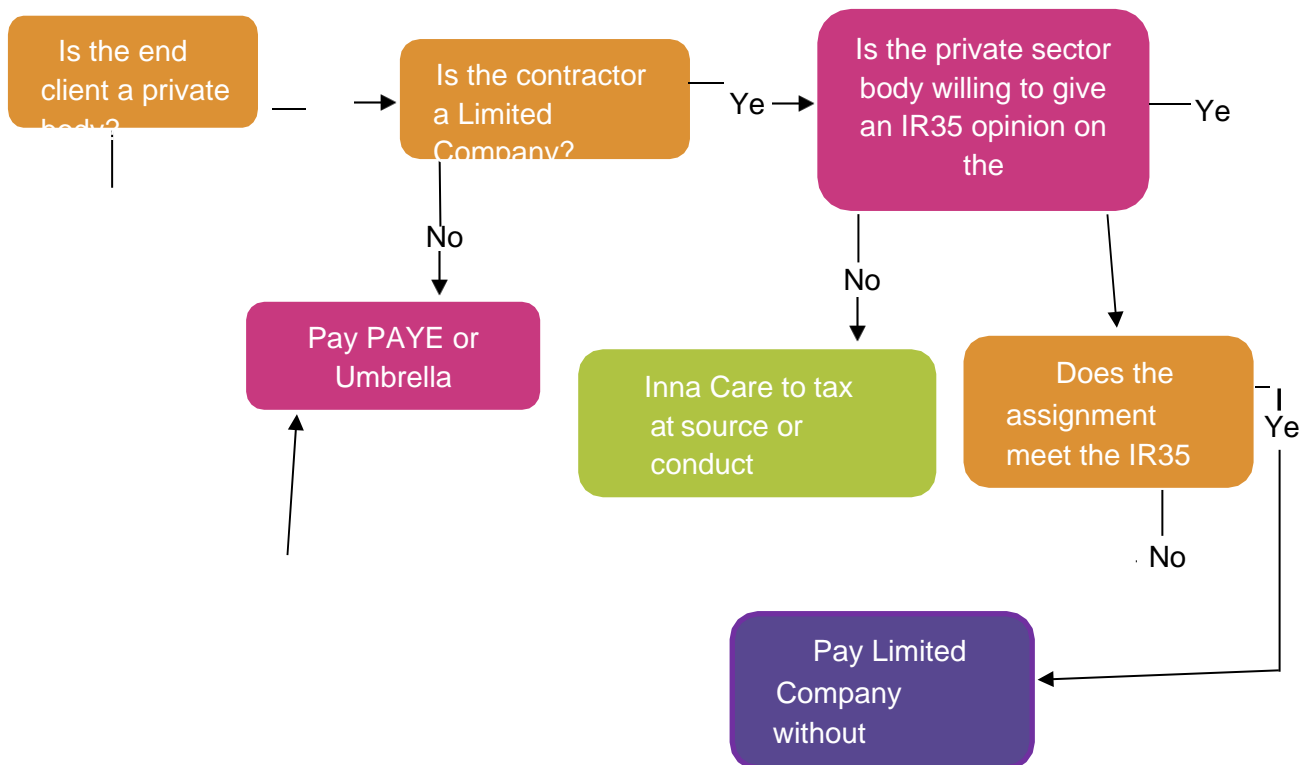 Is the end
client a private
body?
Is the contractor
a Limited
Company?
Ye
Is the private sector
body willing to give
an IR35 opinion on
the
Ye
No
No
Pay PAYE or
Umbrella
Inna Care to tax
at source or
conduct
Does the
assignment
meet the IR35
Ye
No
Pay Limited
Company
without